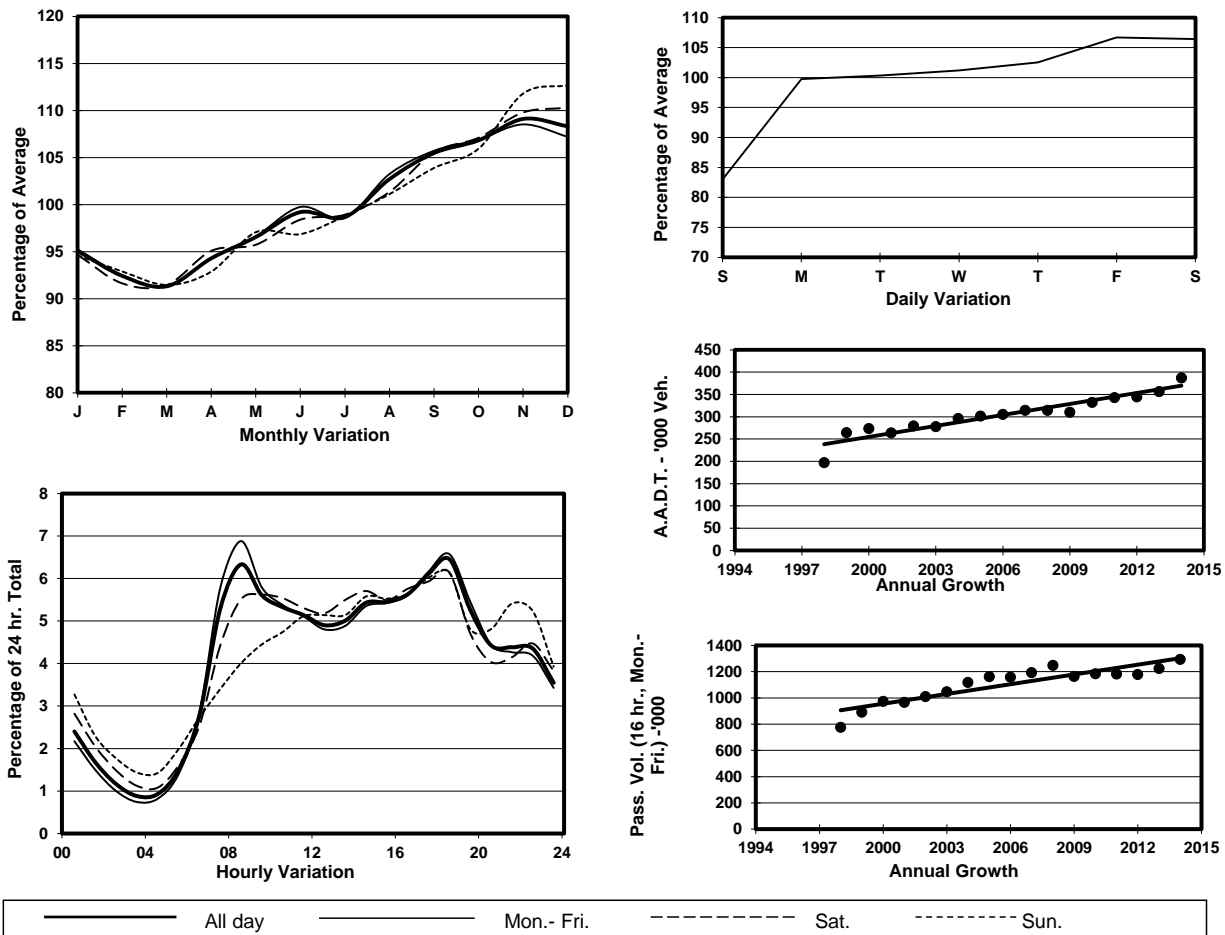 120
115
110
105
100
95
90
85
80
Percentage of Average
J F M A M J J A S O N D
Monthly Variation
120
115
110
105
100
95
90
85
80
75
70
Percentage of Average
S M T W T F S
Daily Variation
450
400
350
300
250
200
150
100
50
0
A.A.D.T. - '000 Veh.
1994 1997 2000 2003 2006 2009 2012 2015
Annual Growth
8
7
6
5
4
3
2
1
0
Percentage of 24 hr. Total
00 04 08 12 16 20 24
Hourly Variation
1400
1200
1000
800
600
400
200
0
Pass. Vol. (16 hr., Mon.-
Fri.) -'000
1994 1997 2000 2003 2006 2009 2012 2015
Annual Growth
All day Mon.- Fri. Sat. Sun.